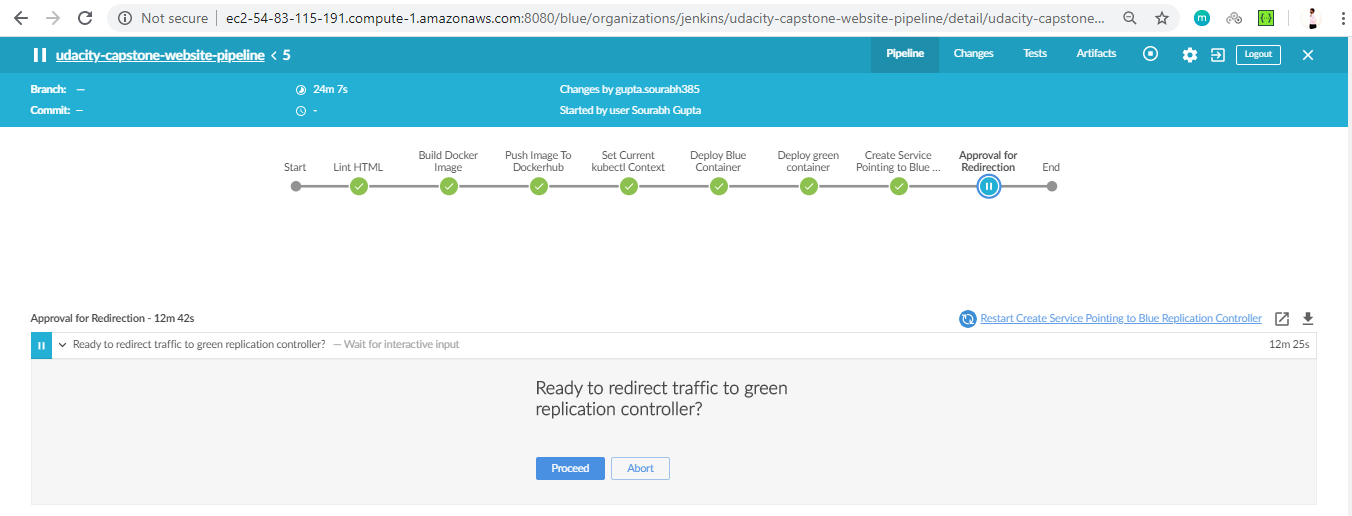 Not secure ec2-54-83-115-191.compute-1.amazonaws.com:8080/blue/organizations/jenkins/udacity-capstone-website-pipeline/detail/udacity-capstone...
udacity-capstone-website-pipeline < 5 Pipeline Changes Tests Artifacts Logout
Branch: — 24m 7s Changes by gupta.sourabh385
Commit: — - Started by user Sourabh Gupta
Start
Lint HTML
Build Docker
Image
Push Image To
Dockerhub
Set Current
kubectl Context
Deploy Blue
Container
Deploy green
container
Create Service
Pointing to Blue ...
Approval for
Redirection
End
Approval for Redirection - 12m 42s Restart Create Service Pointing to Blue Replication Controller
Ready to redirect traffic to green replication controller? — Wait for interactive input 12m 25s
Ready to redirect traffic to green
replication controller?
Proceed Abort